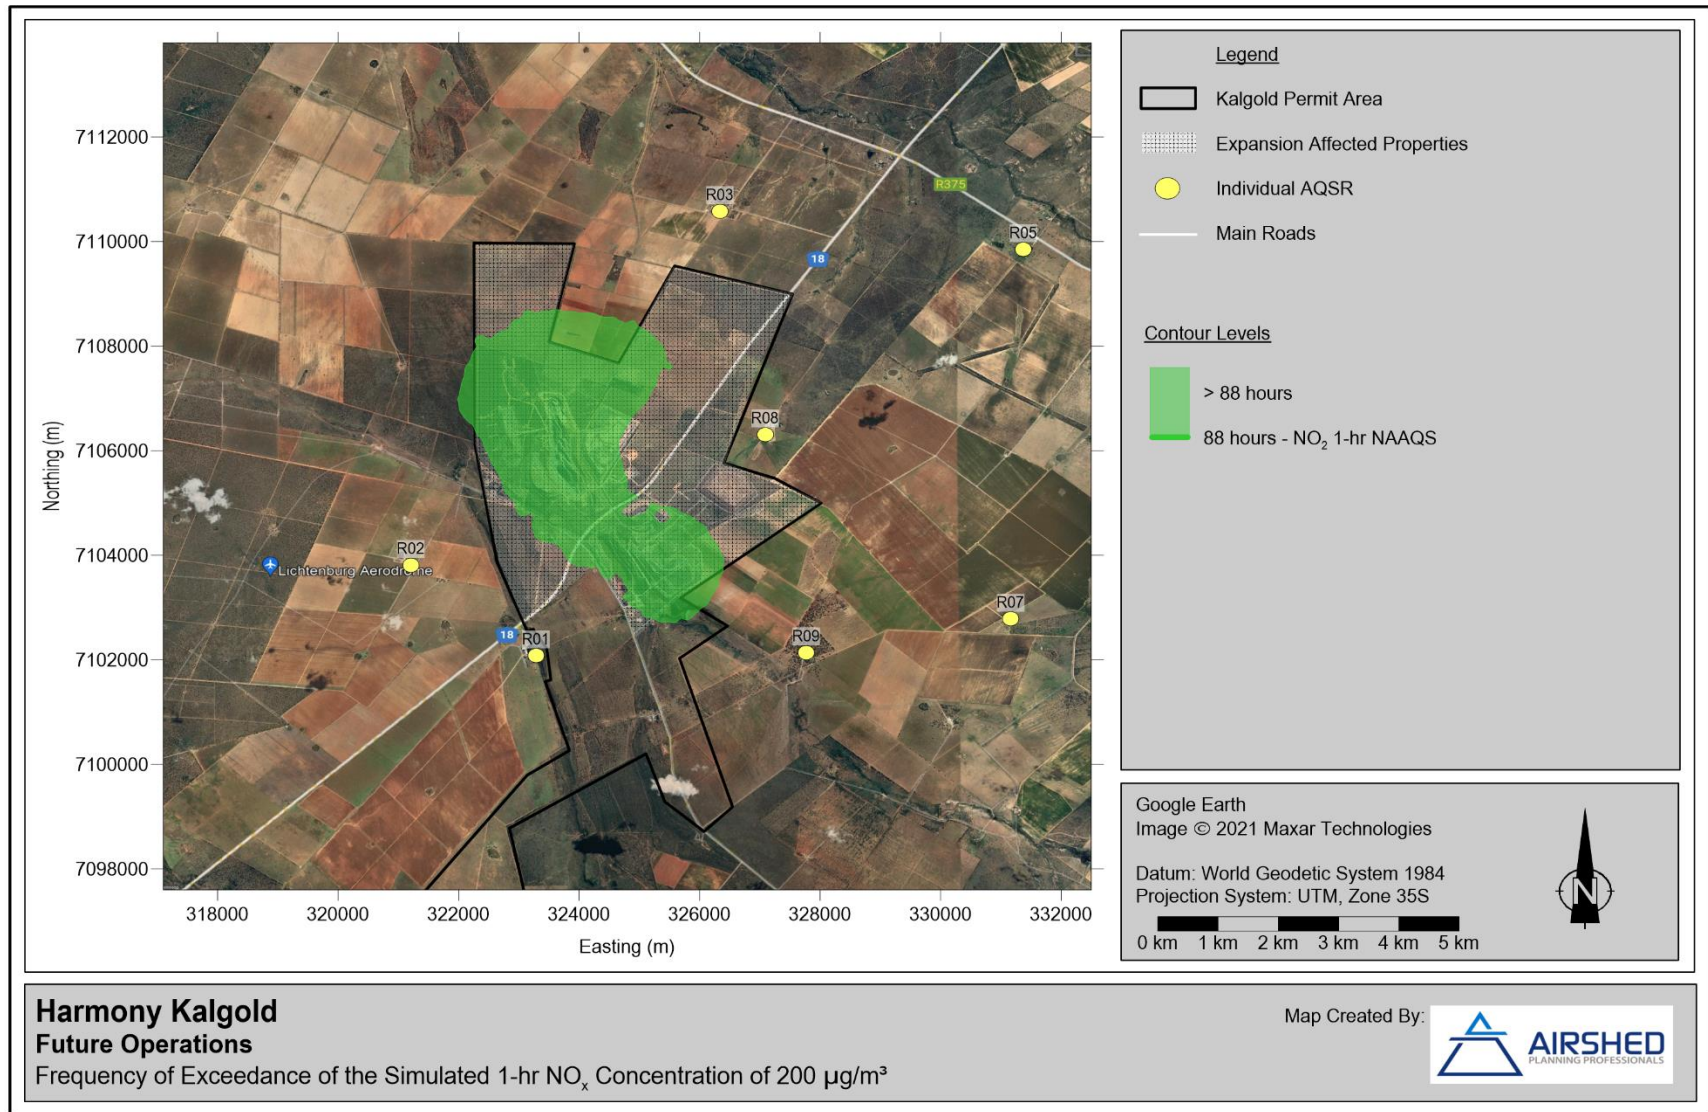 7112000
7110000
7108000
7106000
7104000
7102000
7100000
7098000
Northing (m)
318000 320000 322000 324000 326000 328000 330000 332000
Easting (m)
R375
R03
R05
18
R08
R02
Lichtenburg Aerodrome
R07
18
R01
R09
Legend
Kalgold Permit Area
Expansion Affected Properties
Individual AQSR
Main Roads
Contour Levels
> 88 hours
88 hours - NO₂ 1-hr NAAQS
Google Earth
Image © 2021 Maxar Technologies
Datum: World Geodetic System 1984
Projection System: UTM, Zone 35S
N
0 km 1 km 2 km 3 km 4 km 5 km
Harmony Kalgold
Future Operations
Frequency of Exceedance of the Simulated 1-hr NOₓ Concentration of 200 µg/m³
Map Created By:
AIRSHED
PLANNING PROFESSIONALS